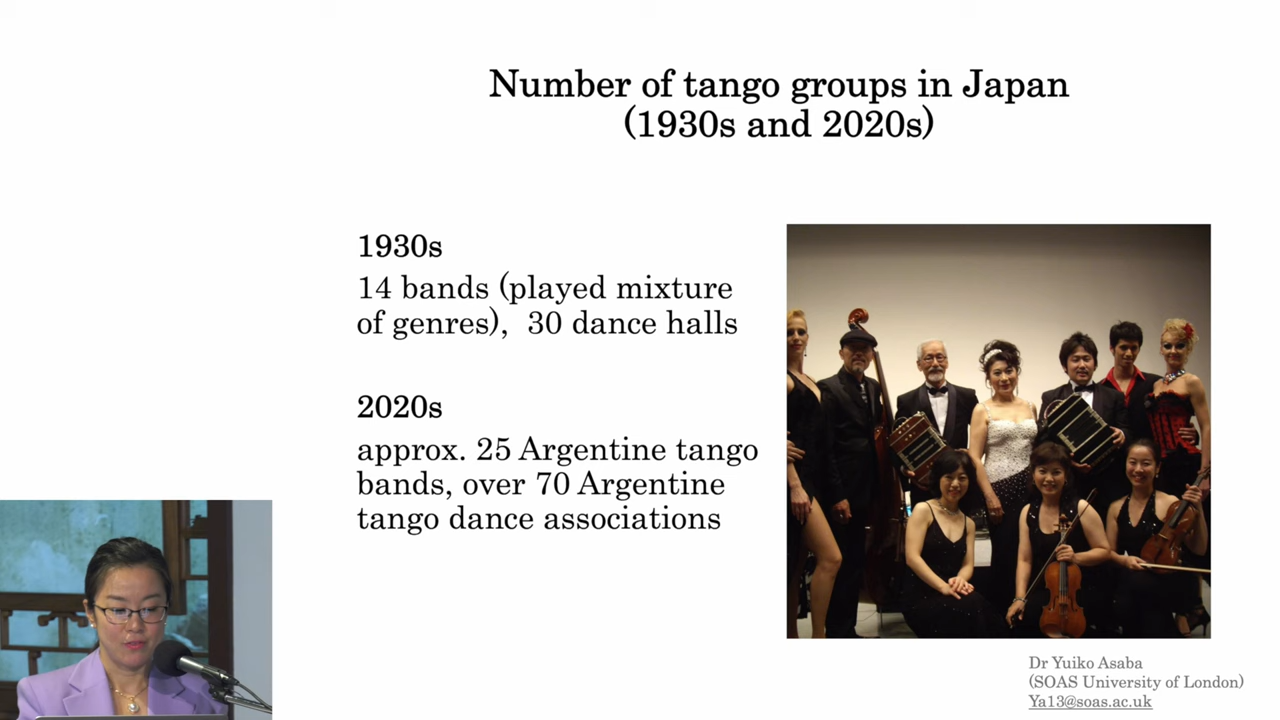 Number of tango groups in Japan
(1930s and 2020s)
1930s
14 bands (played mixture
of genres),  30 dance halls
2020s
approx. 25 Argentine tango
bands, over 70 Argentine
tango dance associations
Dr Yuiko Asaba
(SOAS University of London)
Ya13@soas.ac.uk